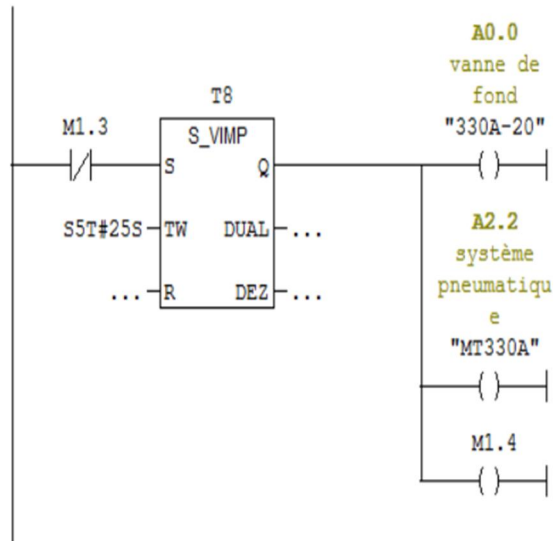 A0.0
vanne de
fond
T8
"330A-20"
M1.3
S_VIMP
S Q
A2.2
S5T#25S TW DUAL ...
système
pneumatiqu
... R DEZ ...
e
"MT330A"
M1.4